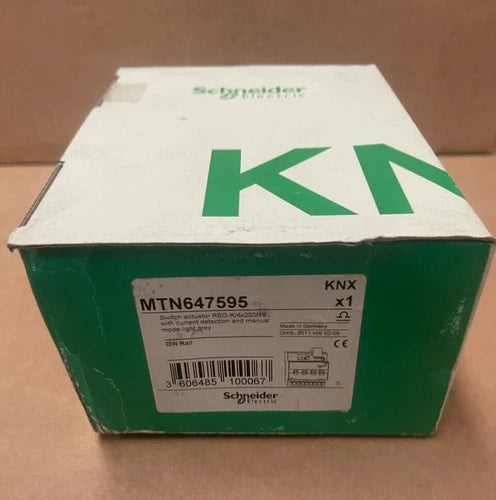 Schneider
Electric
KN
KNX
MTN647595
x1
Switch actuator REG-K/4x230/16
with current detection and manual
mode light grey
Made in Germany
DIN Rail
CE
3 606485 100067
Schneider
Electric